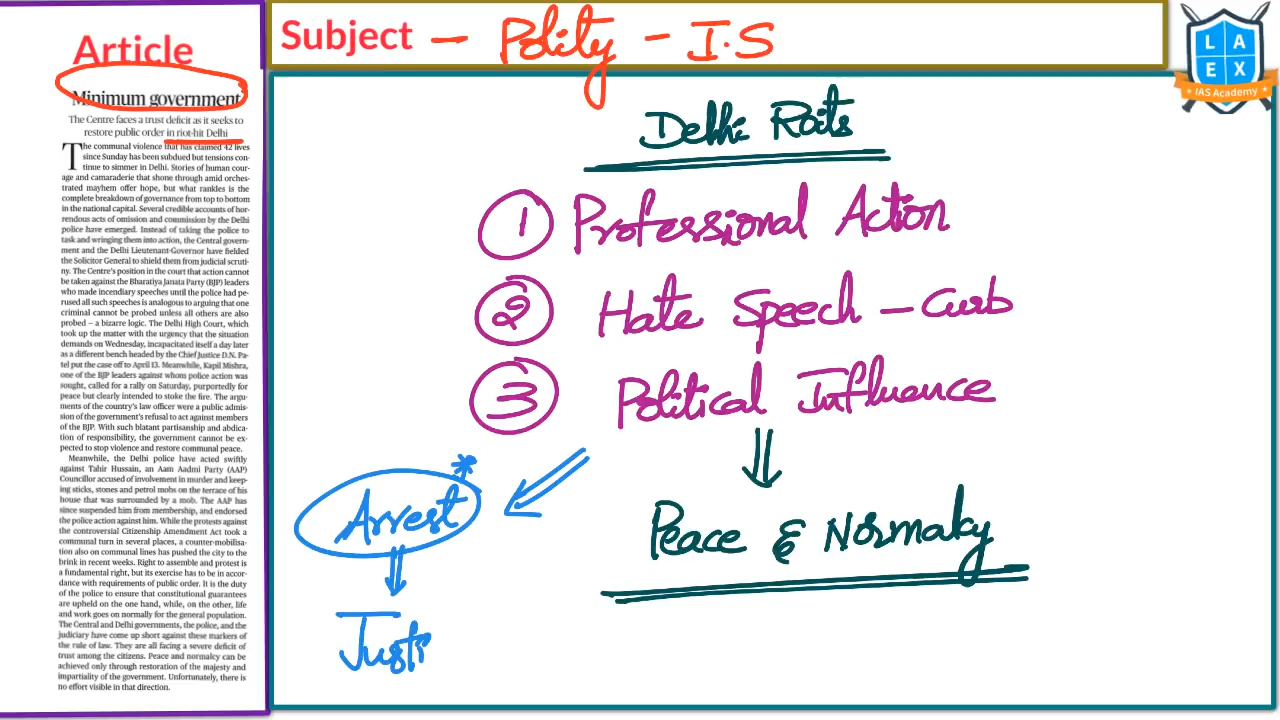 Article
Minimum government
The Centre faces a trust deficit as it seeks to
restore public order in riot-hit Delhi
The communal violence that has claimed 42 lives
since Sunday has been subdued but tensions con-
tinue to simmer in Delhi. Stories of human cour-
age and camaraderie that shone through amid orches-
trated mayhem offer hope, but what rankles is the
complete breakdown of governance from top to bottom
in the national capital. Several credible accounts of hor-
rendous acts of omission and commission by the Delhi
police have emerged. Instead of taking the police to
task and wringing them into action, the Central govern-
ment and the Delhi Lieutenant-Governor have fielded
the Solicitor General to shield them from judicial scruti-
ny. The Centre's position in the court that action cannot
be taken against the Bharatiya Janata Party (BJP) leaders
who made incendiary speeches until the police had pe-
rused all such speeches is analogous to arguing that one
criminal cannot be probed unless all others are also
probed – a bizarre logic. The Delhi High Court, which
took up the matter with the urgency that the situation
demands on Wednesday, incapacitated itself a day later
as a different bench headed by the Chief Justice D.N. Pa-
tel put the case off to April 13. Meanwhile, Kapil Mishra,
one of the BJP leaders against whom police action was
sought, called for a rally on Saturday, purportedly for
peace but clearly intended to stoke the fire. The argu-
ments of the country's law officer were a public admis-
sion of the government's refusal to act against members
of the BJP. With such blatant partisanship and abdica-
tion of responsibility, the government cannot be ex-
pected to stop violence and restore communal peace.
Meanwhile, the Delhi police have acted swiftly
against Tahir Hussain, an Aam Aadmi Party (AAP)
Councillor accused of involvement in murder and keep-
ing sticks, stones and petrol mobs on the terrace of his
house that was surrounded by a mob. The AAP has
since suspended him from membership, and endorsed
the police action against him. While the protests against
the controversial Citizenship Amendment Act took a
communal turn in several places, a counter-mobilisa-
tion also on communal lines has pushed the city to the
brink in recent weeks. Right to assemble and protest is
a fundamental right, but its exercise has to be in accor-
dance with requirements of public order. It is the duty
of the police to ensure that constitutional guarantees
are upheld on the one hand, while, on the other, life
and work goes on normally for the general population.
The Central and Delhi governments, the police, and the
judiciary have come up short against these markers of
the rule of law. They are all facing a severe deficit of
trust among the citizens. Peace and normalcy can be
achieved only through restoration of the majesty and
impartiality of the government. Unfortunately, there is
no effort visible in that direction.
Subject – Polity – I.S
LAEX
IAS Academy
Delhi Roits
1 Professional Action
2 Hate Speech – Curb
3 Political Influence
Arrest*
Peace & Normalcy
Justi